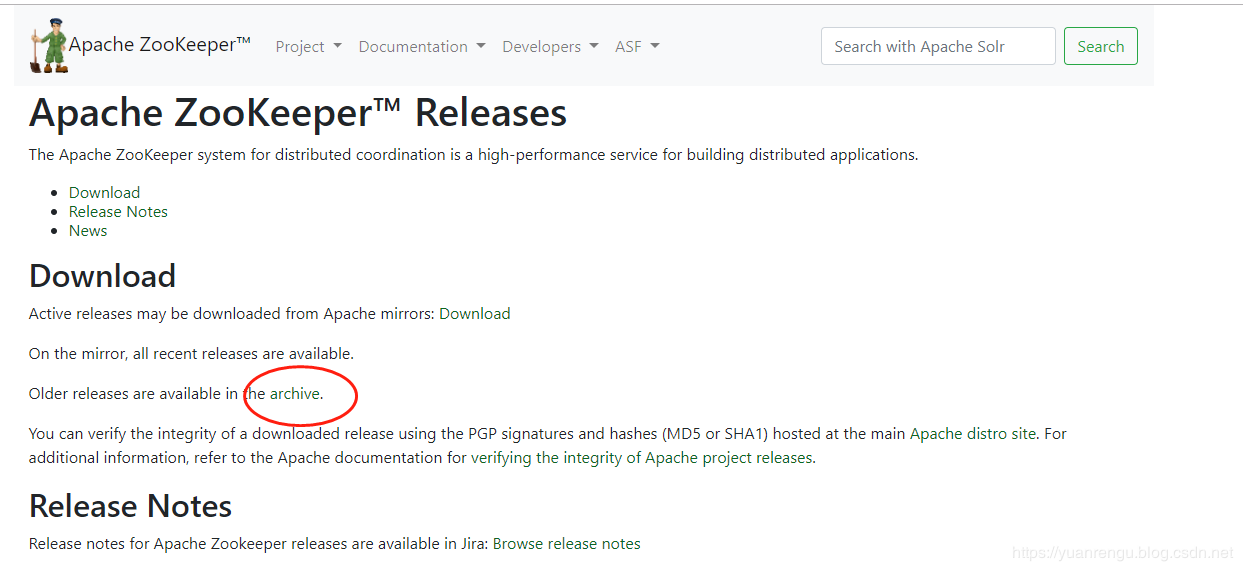 Apache ZooKeeper™ Project Documentation Developers ASF Search with Apache Solr Search
Apache ZooKeeper™ Releases
The Apache ZooKeeper system for distributed coordination is a high-performance service for building distributed applications.
Download
Release Notes
News
Download
Active releases may be downloaded from Apache mirrors: Download
On the mirror, all recent releases are available.
Older releases are available in the archive.
You can verify the integrity of a downloaded release using the PGP signatures and hashes (MD5 or SHA1) hosted at the main Apache distro site. For
additional information, refer to the Apache documentation for verifying the integrity of Apache project releases.
Release Notes
Release notes for Apache Zookeeper releases are available in Jira: Browse release notes
https://yuanrengu.blog.csdn.net